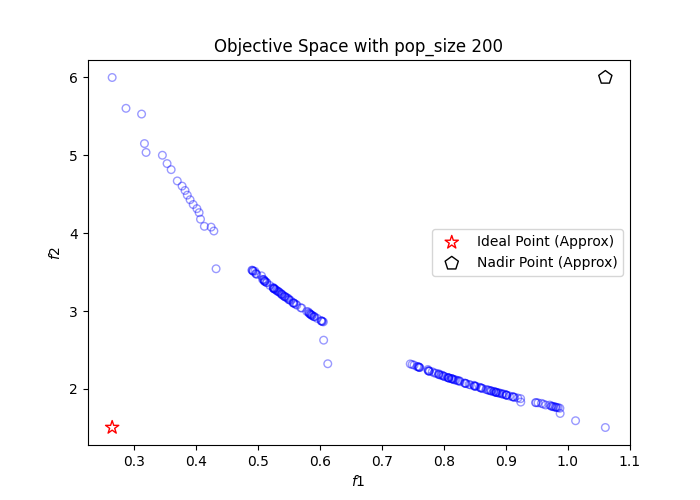 Objective Space with pop_size 200
6
5
4
3
2
f2
Ideal Point (Approx)
Nadir Point (Approx)
0.3 0.4 0.5 0.6 0.7 0.8 0.9 1.0 1.1
f1